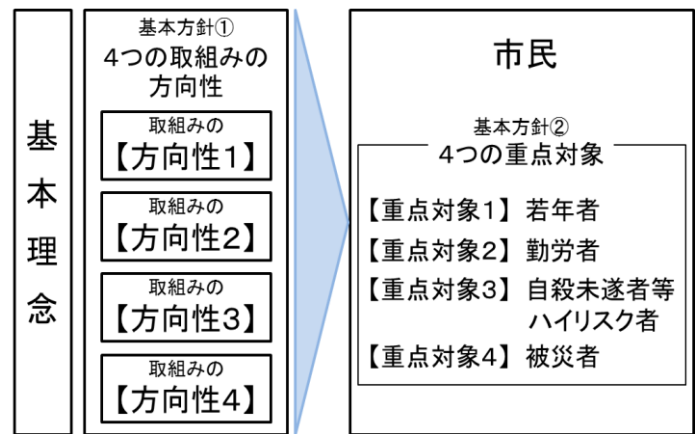 基本理念
基本方針①
4つの取組みの
方向性
取組みの
【方向性1】
取組みの
【方向性2】
取組みの
【方向性3】
取組みの
【方向性4】
市民
基本方針②
4つの重点対象
【重点対象1】若年者
【重点対象2】勤労者
【重点対象3】自殺未遂者等
ハイリスク者
【重点対象4】被災者